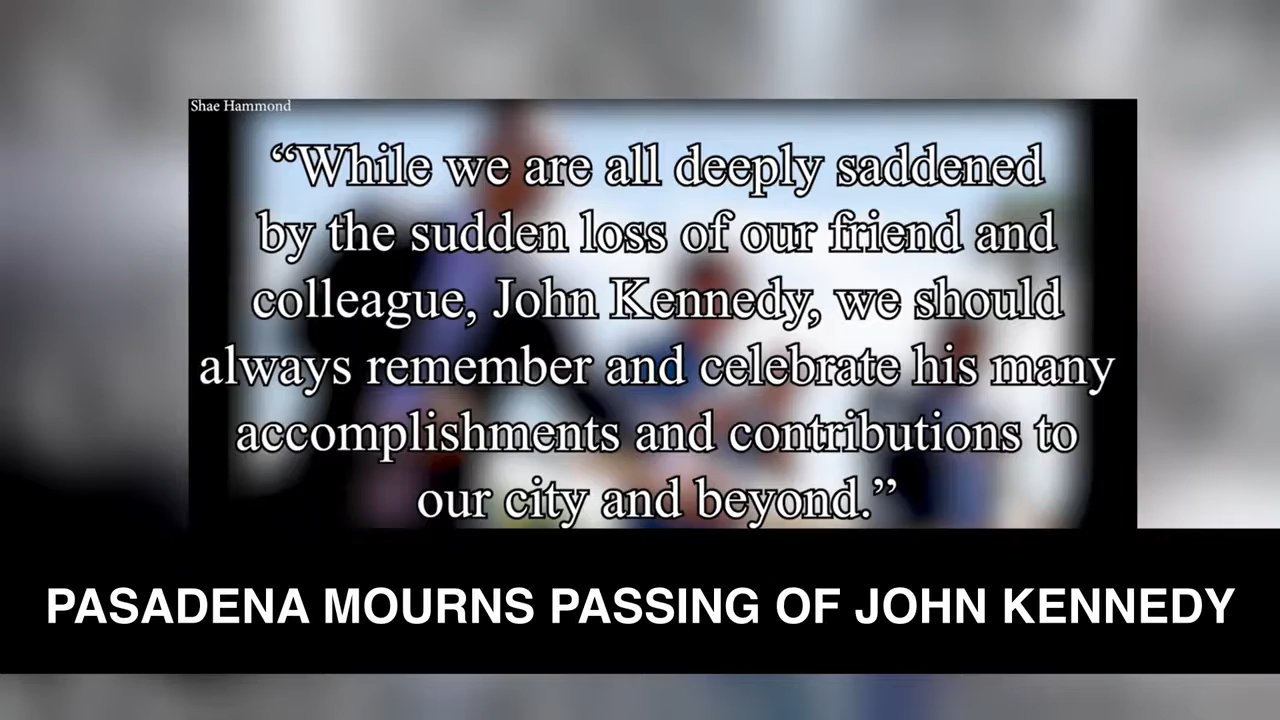 Shae Hammond
“While we are all deeply saddened
by the sudden loss of our friend and
colleague, John Kennedy, we should
always remember and celebrate his many
accomplishments and contributions to
our city and beyond.”
PASADENA MOURNS PASSING OF JOHN KENNEDY